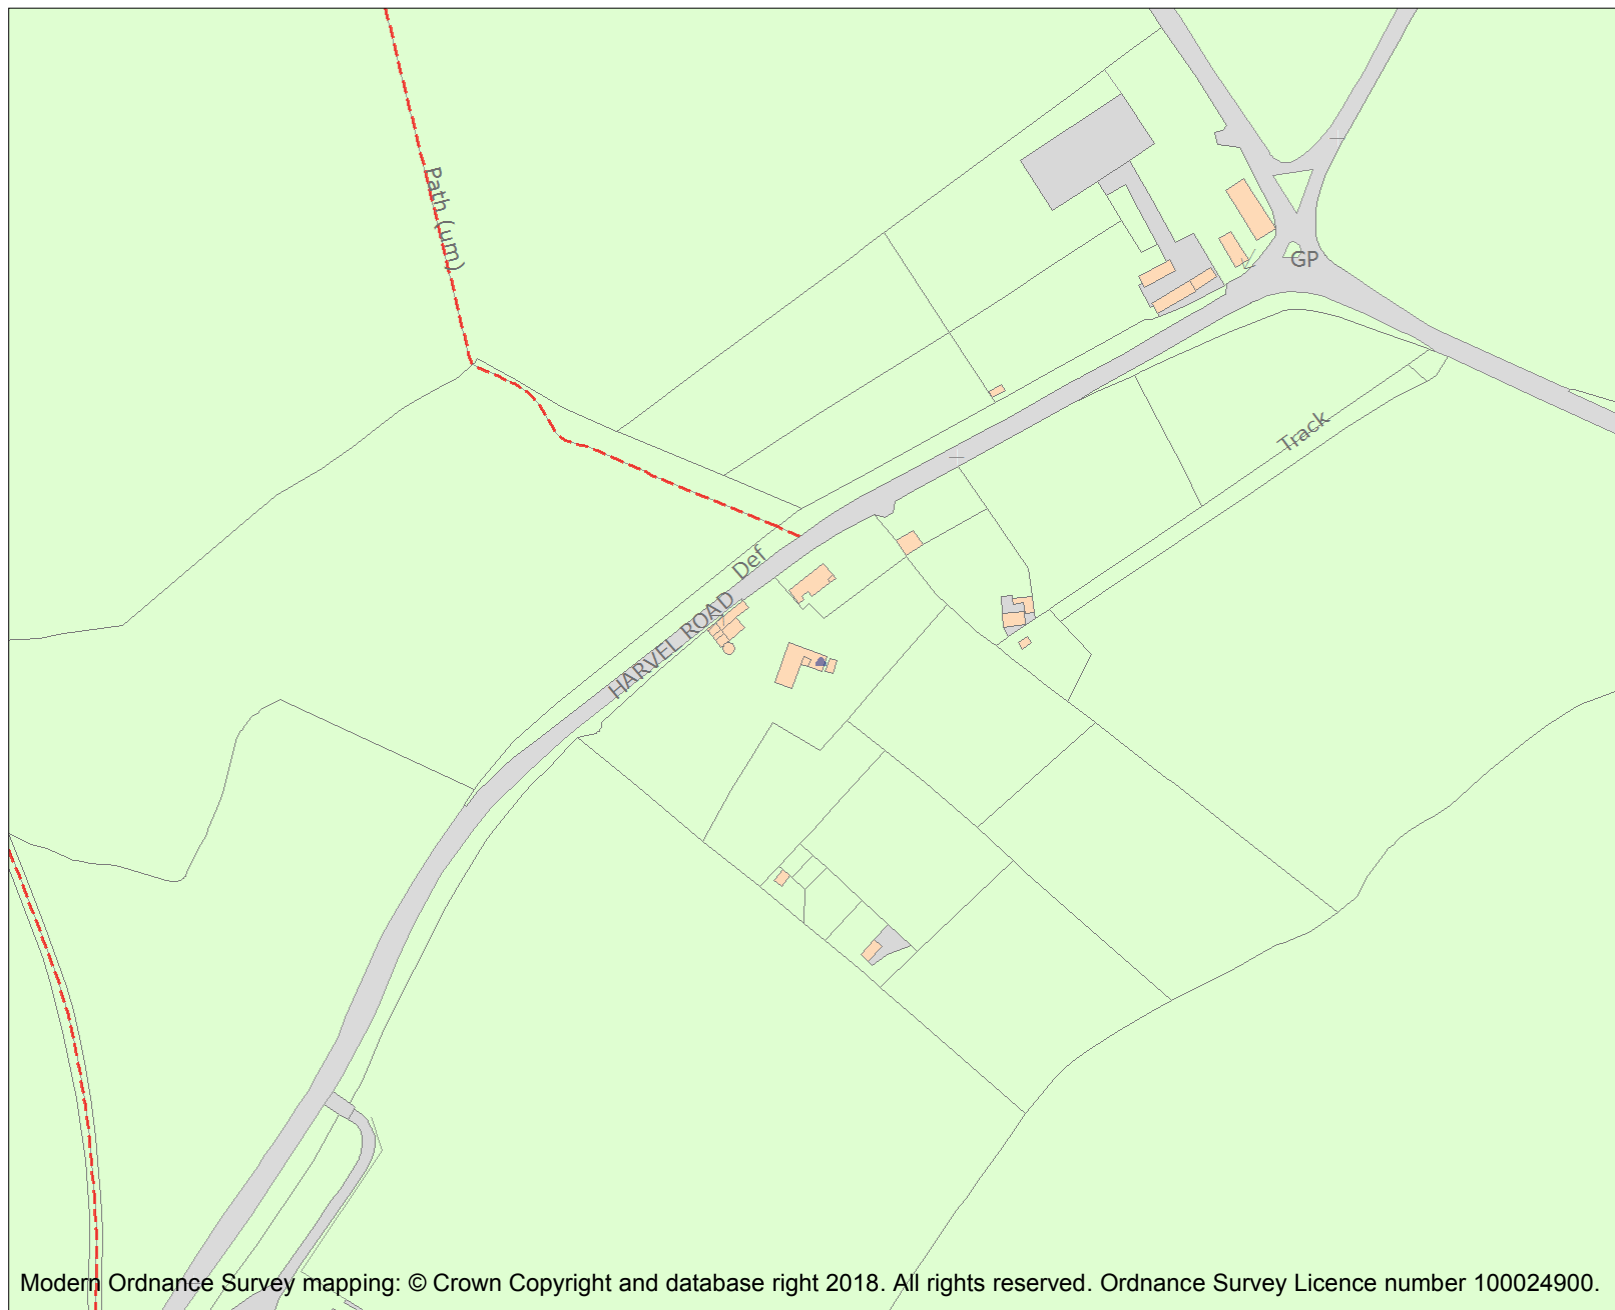 Path (um)
GP
Track
Def
HARVEL ROAD
Modern Ordnance Survey mapping: © Crown Copyright and database right 2018. All rights reserved. Ordnance Survey Licence number 100024900.